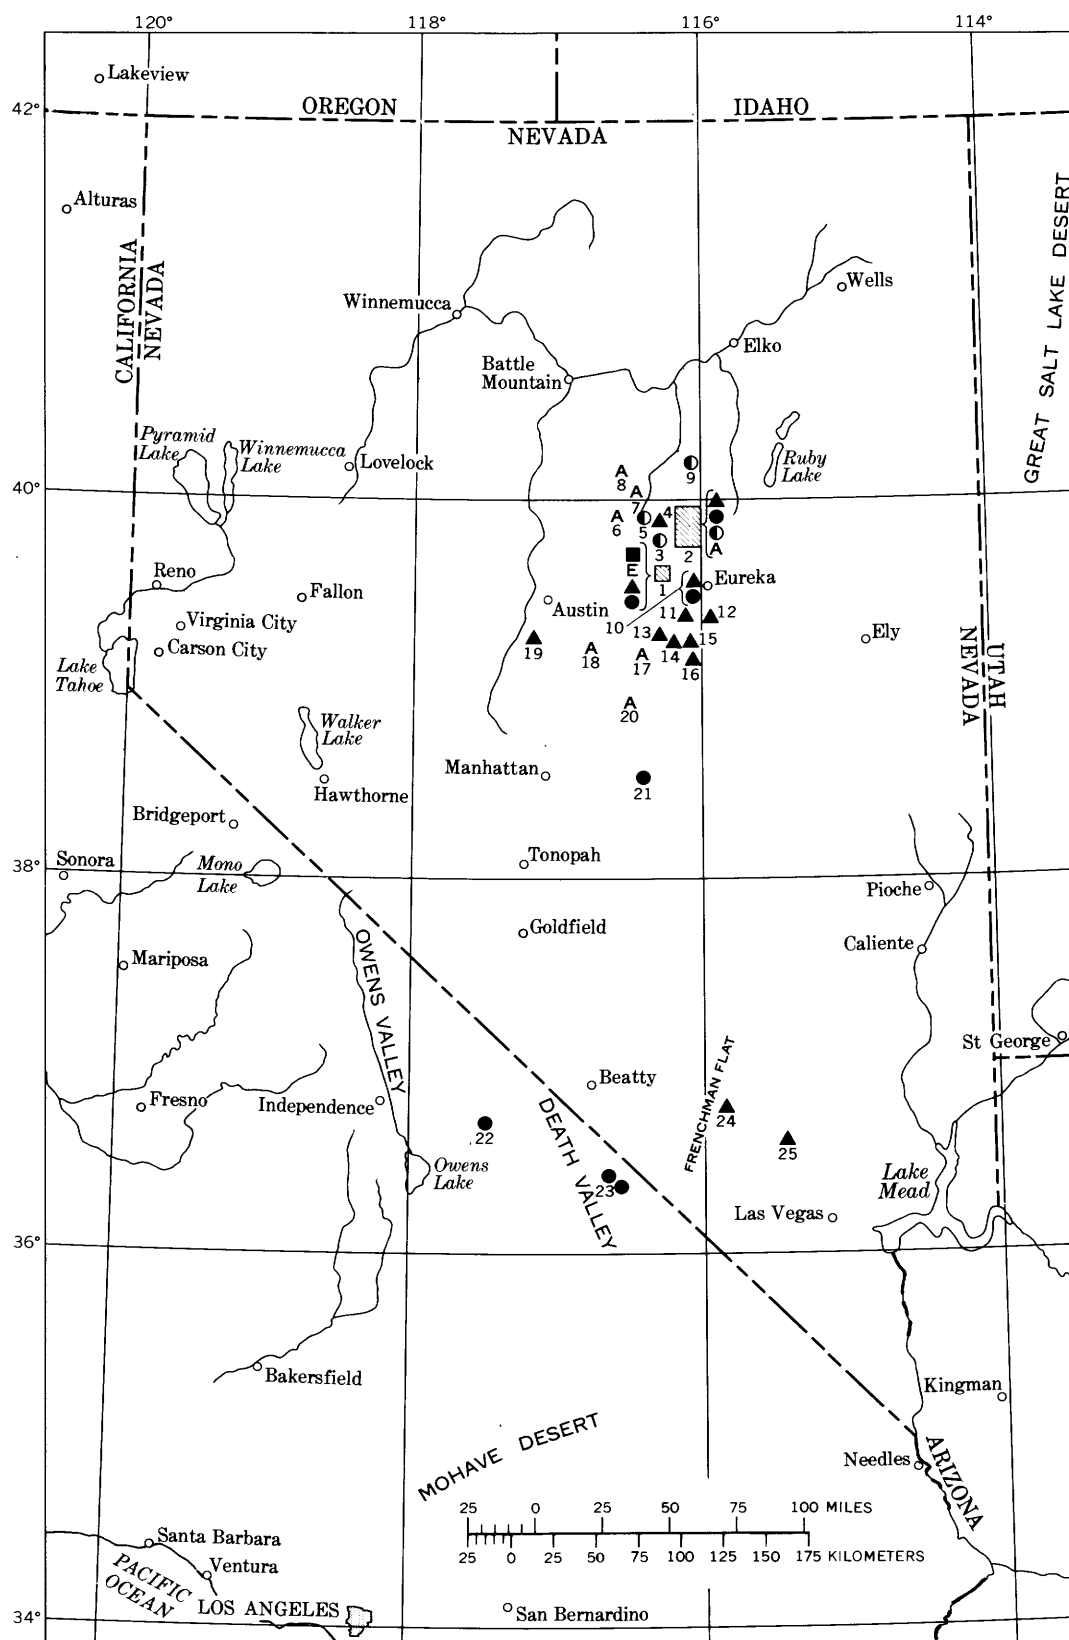 120° 118° 116° 114°
Lakeview
42°
OREGON IDAHO
NEVADA
Alturas
CALIFORNIA
NEVADA
GREAT SALT LAKE DESERT
Wells
Winnemucca
Elko
Battle
Mountain
Pyramid
Lake
Winnemucca
Lake
Lovelock
Ruby
Lake
40°
A
8
9
A
7
A
6
5
4
3
2
A
E
1
Reno
Fallon
Austin
Eureka
Virginia City
Carson City
10
11
12
13
14
15
16
A
17
A
18
19
Ely
Lake
Tahoe
UTAH
NEVADA
A
20
Walker
Lake
Manhattan
21
Hawthorne
Bridgeport
Sonora
Mono
Lake
Tonopah
38°
Pioche
Goldfield
Caliente
Mariposa
OWENS VALLEY
St George
FRENCHMAN FLAT
Beatty
Fresno
Independence
22
DEATH VALLEY
24
25
Owens
Lake
23
Lake
Mead
Las Vegas
36°
Bakersfield
Kingman
MOHAVE DESERT
Needles
ARIZONA
25 0 25 50 75 100 MILES
25 0 25 50 75 100 125 150 175 KILOMETERS
Santa Barbara
Ventura
PACIFIC
OCEAN
LOS ANGELES
San Bernardino
34°